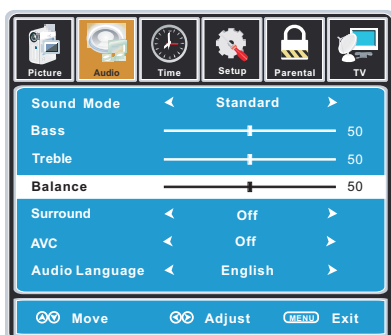 Picture Audio Time Setup Parental TV
Sound Mode Standard
Bass 50
Treble 50
Balance 50
Surround Off
AVC Off
Audio Language English
Move Adjust MENU Exit